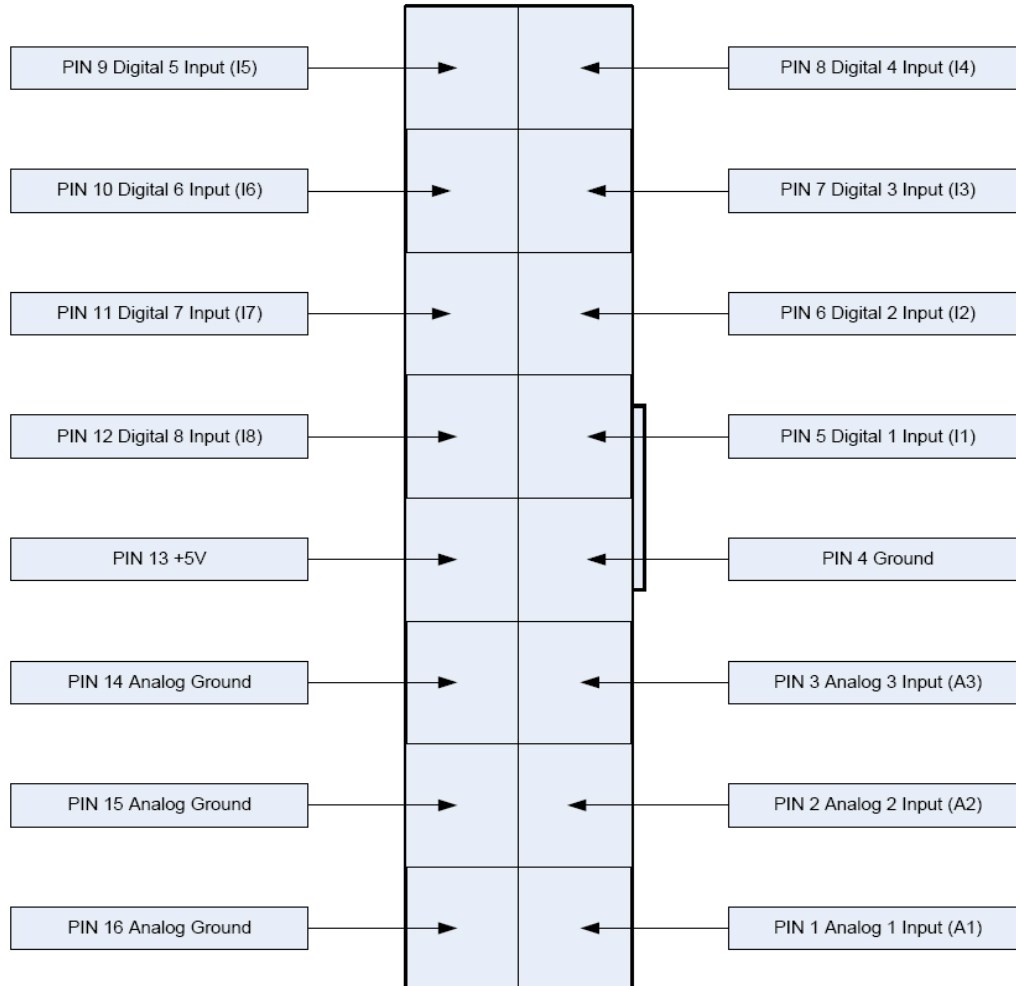 PIN 9 Digital 5 Input (I5)
PIN 8 Digital 4 Input (I4)
PIN 10 Digital 6 Input (I6)
PIN 7 Digital 3 Input (I3)
PIN 11 Digital 7 Input (I7)
PIN 6 Digital 2 Input (I2)
PIN 12 Digital 8 Input (I8)
PIN 5 Digital 1 Input (I1)
PIN 13 +5V
PIN 4 Ground
PIN 14 Analog Ground
PIN 3 Analog 3 Input (A3)
PIN 15 Analog Ground
PIN 2 Analog 2 Input (A2)
PIN 16 Analog Ground
PIN 1 Analog 1 Input (A1)